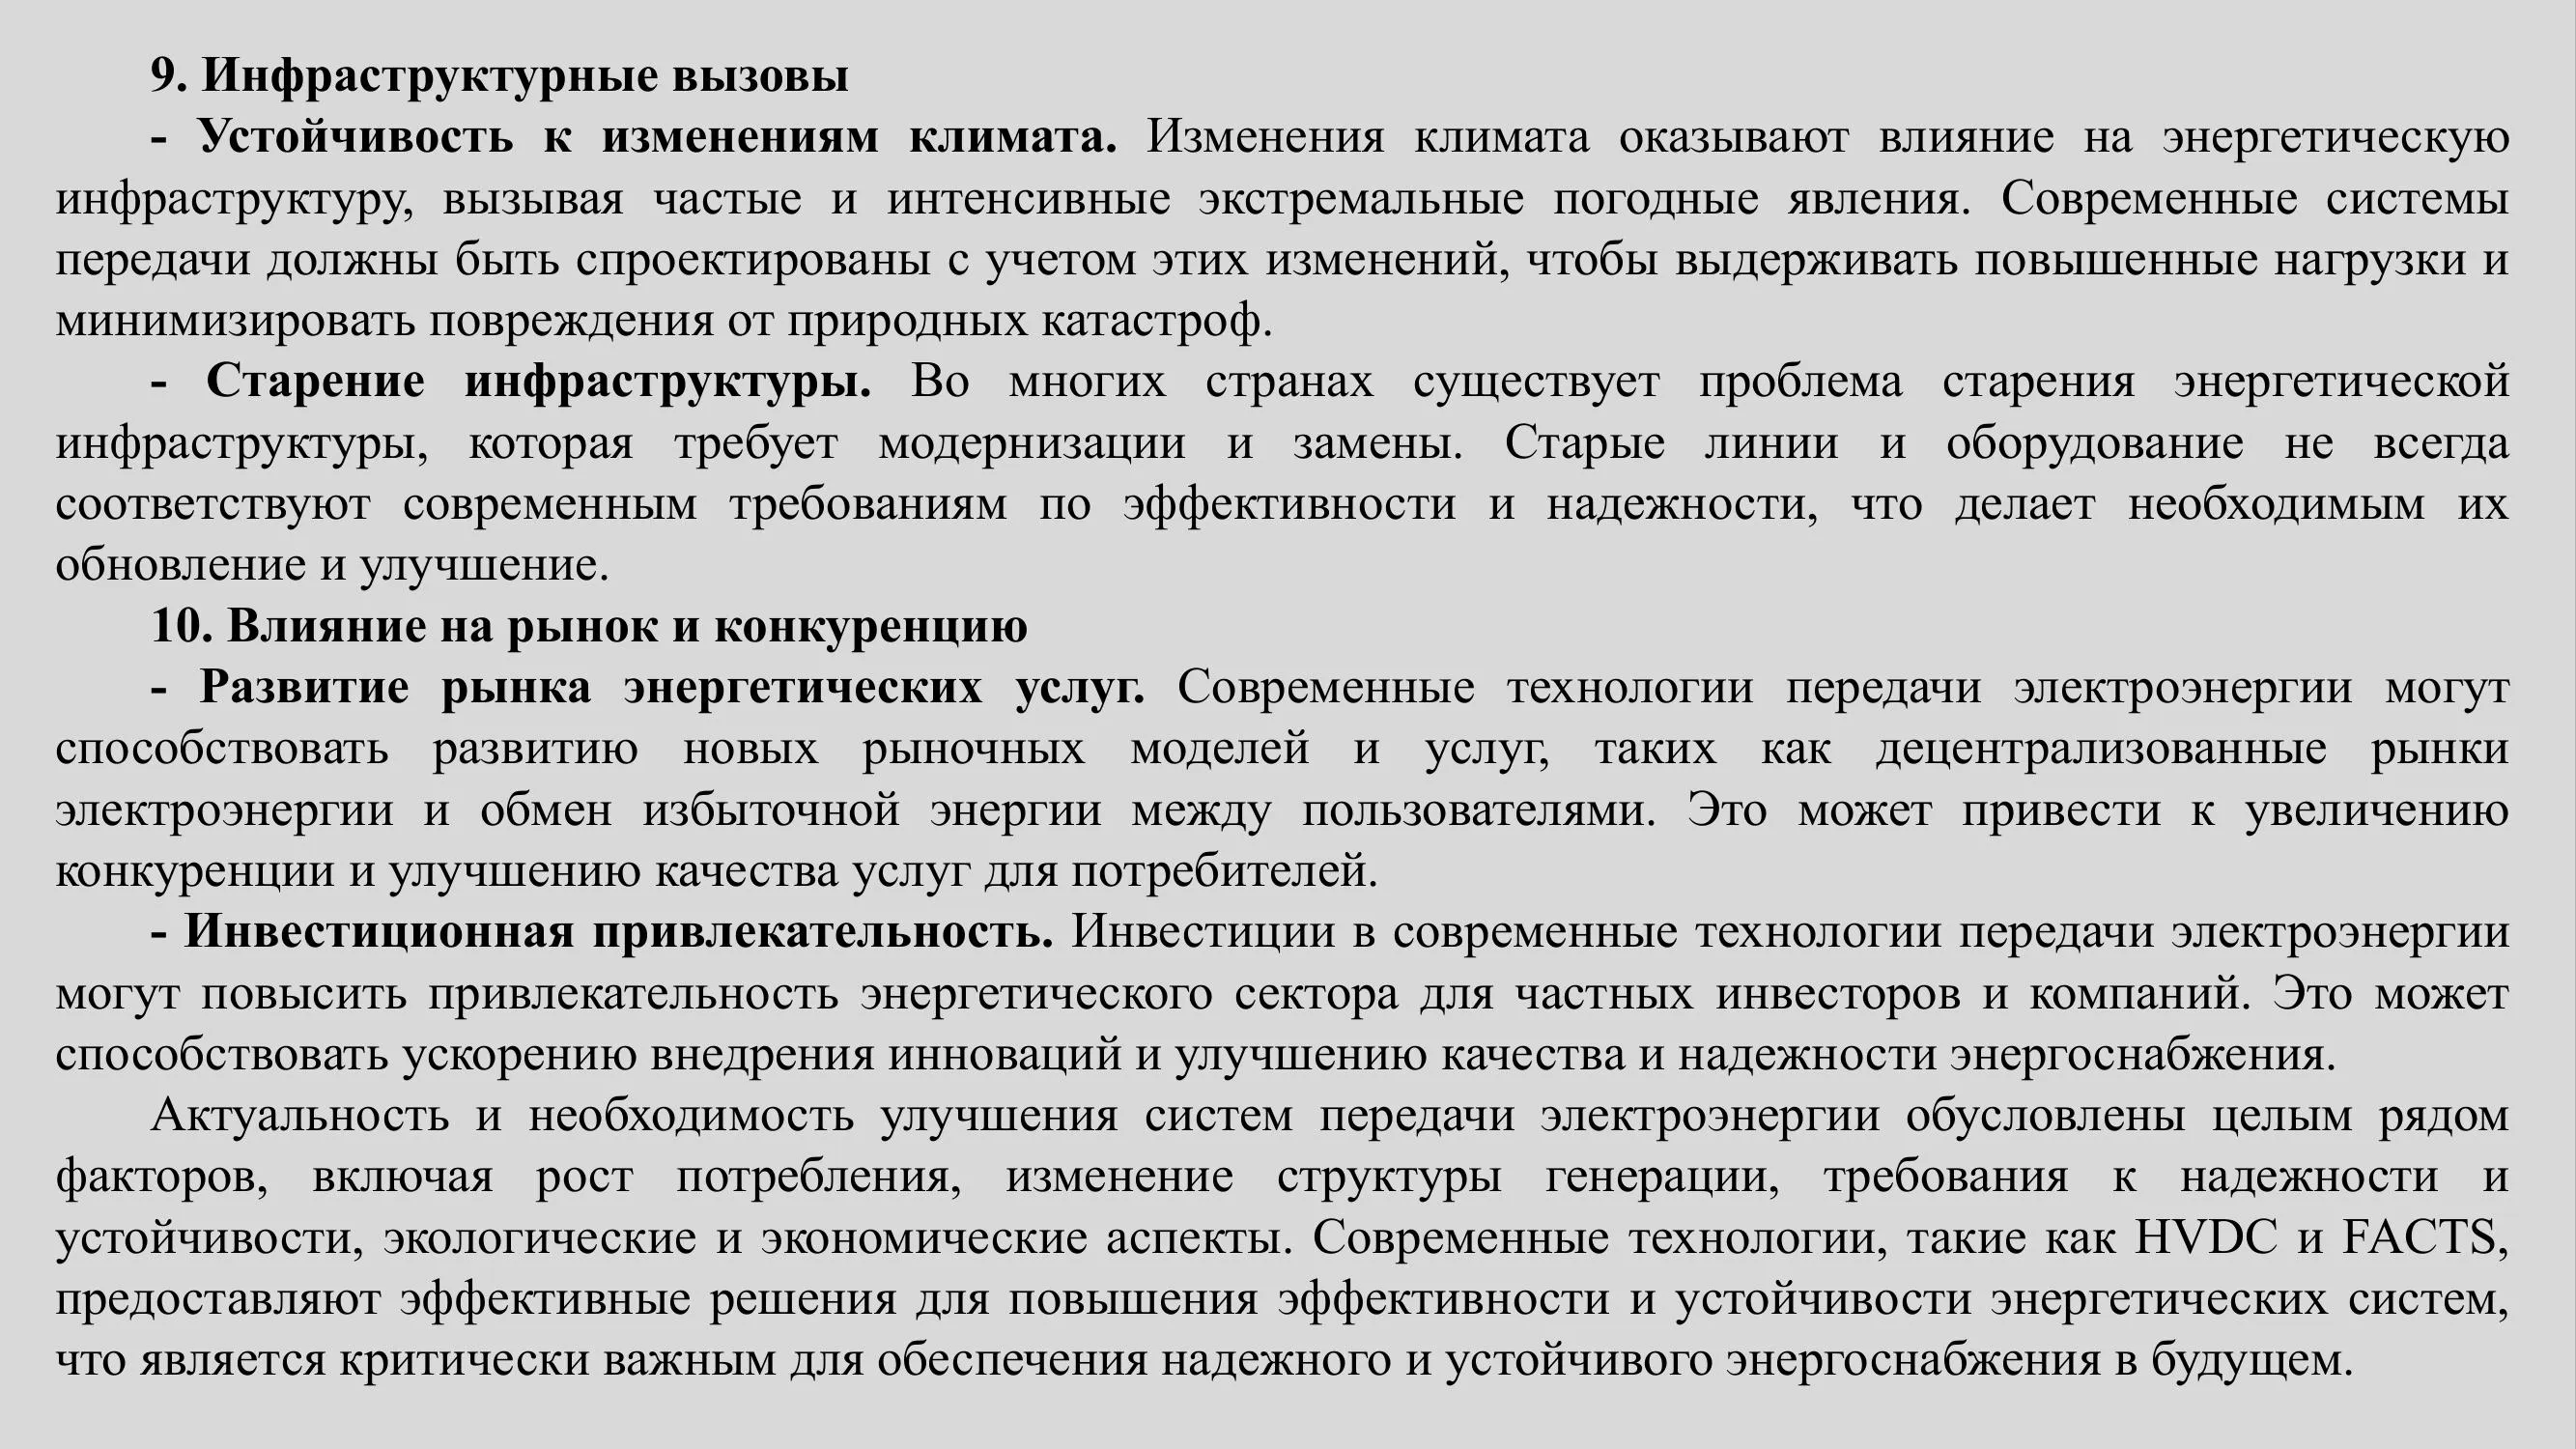 9. Инфраструктурные вызовы
- Устойчивость к изменениям климата. Изменения климата оказывают влияние на энергетическую
инфраструктуру, вызывая частые и интенсивные экстремальные погодные явления. Современные системы
передачи должны быть спроектированы с учетом этих изменений, чтобы выдерживать повышенные нагрузки и
минимизировать повреждения от природных катастроф.
- Старение инфраструктуры. Во многих странах существует проблема старения энергетической
инфраструктуры, которая требует модернизации и замены. Старые линии и оборудование не всегда
соответствуют современным требованиям по эффективности и надежности, что делает необходимым их
обновление и улучшение.
10. Влияние на рынок и конкуренцию
- Развитие рынка энергетических услуг. Современные технологии передачи электроэнергии могут
способствовать развитию новых рыночных моделей и услуг, таких как децентрализованные рынки
электроэнергии и обмен избыточной энергии между пользователями. Это может привести к увеличению
конкуренции и улучшению качества услуг для потребителей.
- Инвестиционная привлекательность. Инвестиции в современные технологии передачи электроэнергии
могут повысить привлекательность энергетического сектора для частных инвесторов и компаний. Это может
способствовать ускорению внедрения инноваций и улучшению качества и надежности энергоснабжения.
Актуальность и необходимость улучшения систем передачи электроэнергии обусловлены целым рядом
факторов, включая рост потребления, изменение структуры генерации, требования к надежности и
устойчивости, экологические и экономические аспекты. Современные технологии, такие как HVDC и FACTS,
предоставляют эффективные решения для повышения эффективности и устойчивости энергетических систем,
что является критически важным для обеспечения надежного и устойчивого энергоснабжения в будущем.